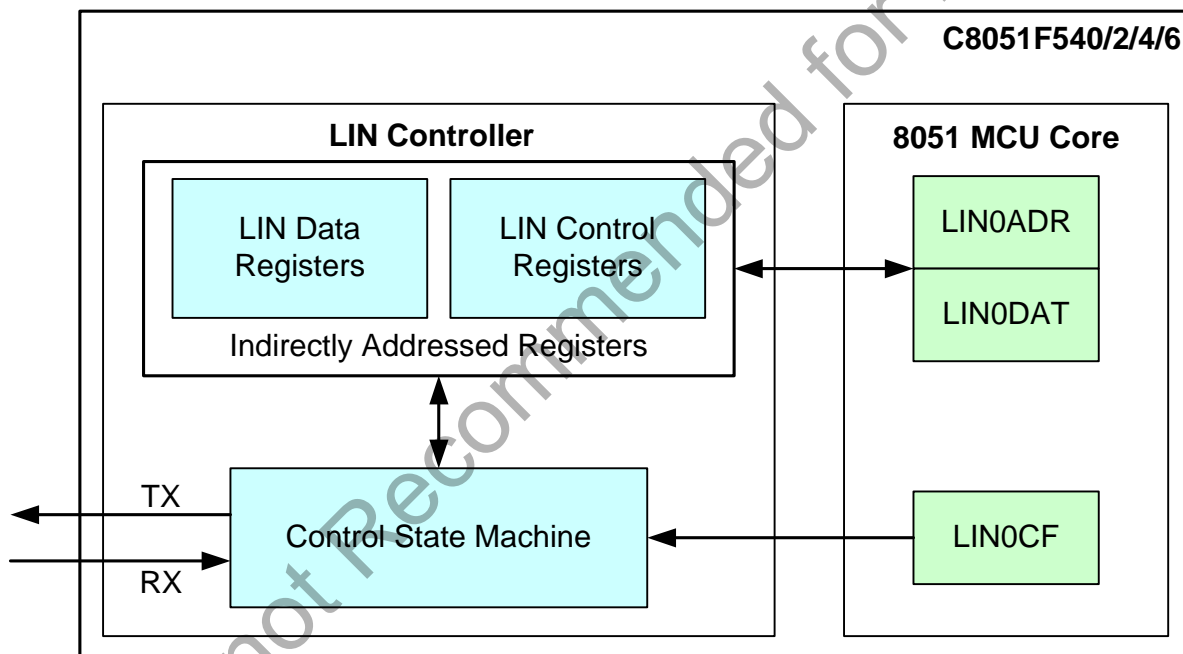 C8051F540/2/4/6
LIN Controller
8051 MCU Core
LIN Data
Registers
LIN Control
Registers
Indirectly Addressed Registers
LIN0ADR
LIN0DAT
TX
RX
Control State Machine
LIN0CF
not Recommended for